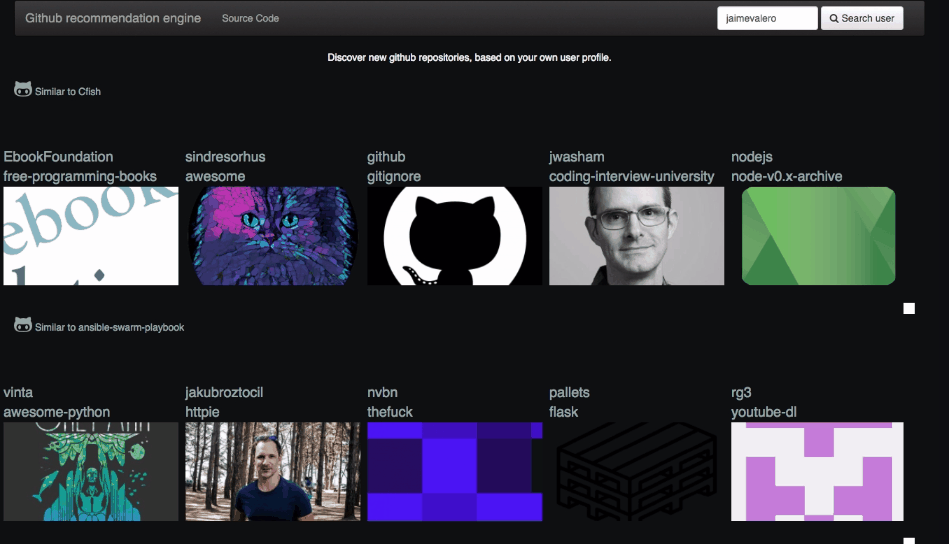 Github recommendation engine Source Code jaimevalero Search user
Discover new github repositories, based on your own user profile.
Similar to Cfish
EbookFoundation sindresorhus github jwasham nodejs
free-programming-books awesome gitignore coding-interview-university node-v0.x-archive
ebook
Similar to ansible-swarm-playbook
vinta jakubroztocil nvbn pallets rg3
awesome-python httpie thefuck flask youtube-dl